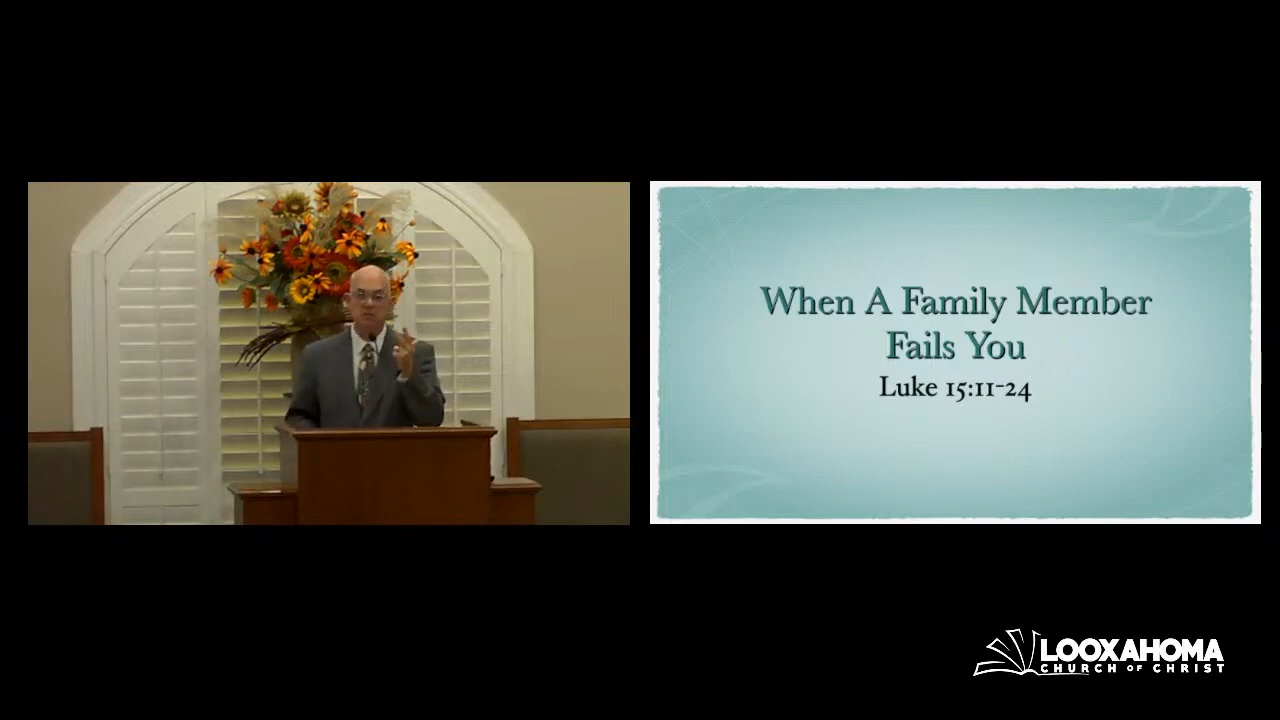 When A Family Member
Fails You
Luke 15:11-24
LOOXAHOMA
CHURCH OF CHRIST